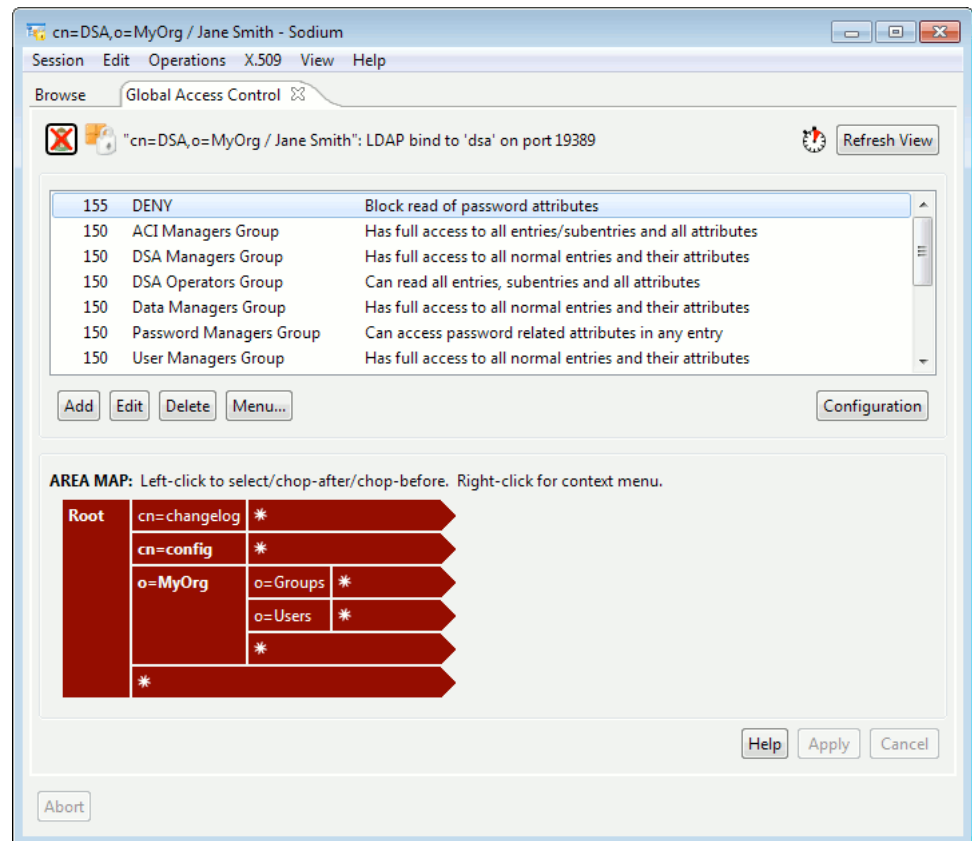 cn=DSA,o=MyOrg / Jane Smith - Sodium
Session Edit Operations X.509 View Help
Browse Global Access Control
"cn=DSA,o=MyOrg / Jane Smith": LDAP bind to 'dsa' on port 19389 Refresh View
155 DENY Block read of password attributes
150 ACI Managers Group Has full access to all entries/subentries and all attributes
150 DSA Managers Group Has full access to all normal entries and their attributes
150 DSA Operators Group Can read all entries, subentries and all attributes
150 Data Managers Group Has full access to all normal entries and their attributes
150 Password Managers Group Can access password related attributes in any entry
150 User Managers Group Has full access to all normal entries and their attributes
Add Edit Delete Menu... Configuration
AREA MAP: Left-click to select/chop-after/chop-before. Right-click for context menu.
Root cn=changelog *
cn=config *
o=MyOrg o=Groups *
o=Users *
*
*
Help Apply Cancel
Abort